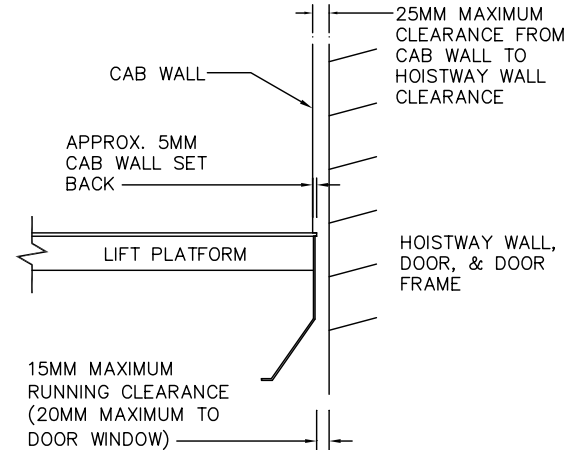 25MM MAXIMUM
CLEARANCE FROM
CAB WALL TO
HOISTWAY WALL
CLEARANCE
CAB WALL
APPROX. 5MM
CAB WALL SET
BACK
LIFT PLATFORM
HOISTWAY WALL,
DOOR, & DOOR
FRAME
15MM MAXIMUM
RUNNING CLEARANCE
(20MM MAXIMUM TO
DOOR WINDOW)